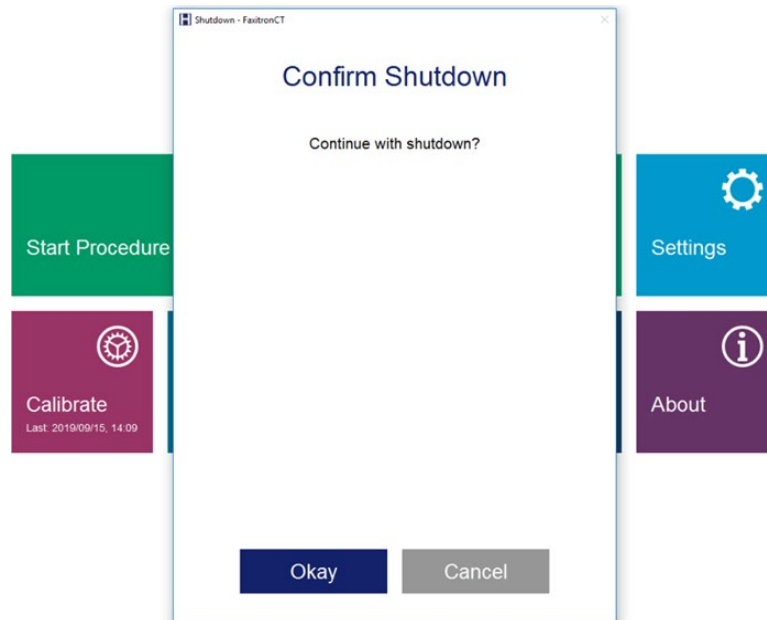 Shutdown - FaxitronCT
Confirm Shutdown
Continue with shutdown?
Start Procedure
Settings
Calibrate
Last: 2019/09/15, 14:09
About
Okay
Cancel